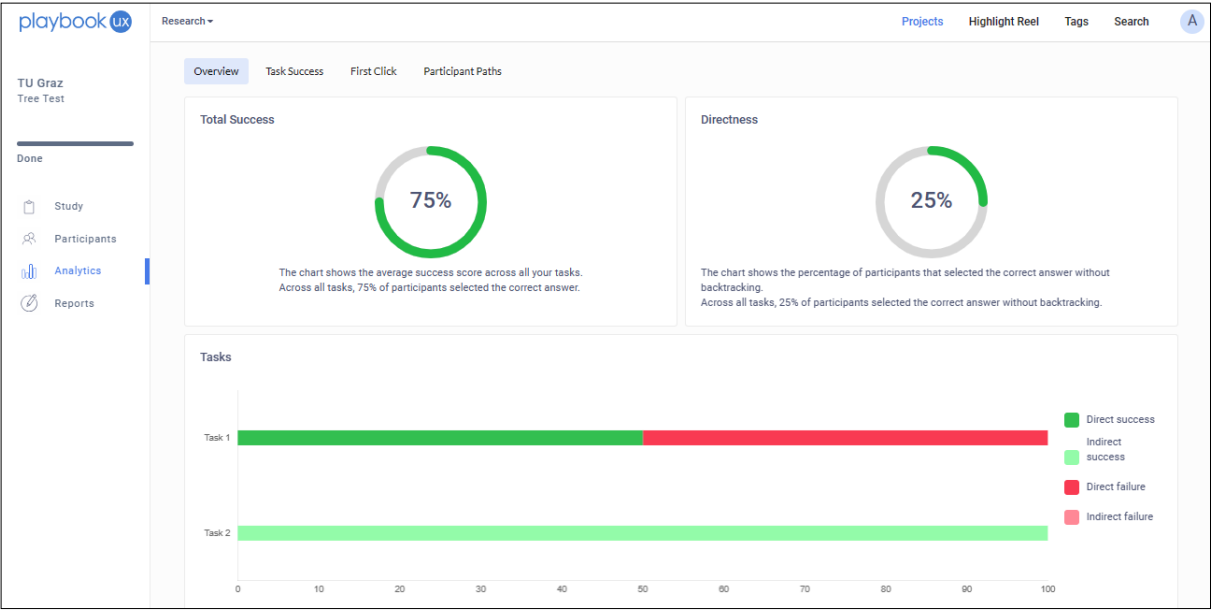 playbook ux
Research
Projects
Highlight Reel
Tags
Search
A
TU Graz
Tree Test
Done
Study
Participants
Analytics
Reports
Overview
Task Success
First Click
Participant Paths
Total Success
75%
The chart shows the average success score across all your tasks.
Across all tasks, 75% of participants selected the correct answer.
Directness
25%
The chart shows the percentage of participants that selected the correct answer without
backtracking.
Across all tasks, 25% of participants selected the correct answer without backtracking.
Tasks
Task 1
Task 2
0 10 20 30 40 50 60 70 80 90 100
Direct success
Indirect
success
Direct failure
Indirect failure